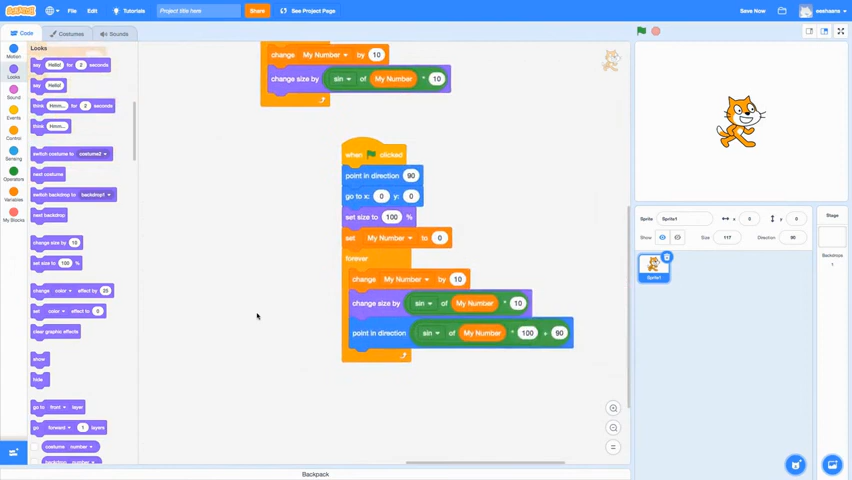 SCRATCH File Edit Tutorials Project title here Share See Project Page Save Now eeshaans
Code Costumes Sounds
Motion
Looks
Sound
Events
Control
Sensing
Operators
Variables
My Blocks
Looks
say Hello! for 2 seconds
say Hello!
think Hmm... for 2 seconds
think Hmm...
switch costume to costume2
next costume
switch backdrop to backdrop1
next backdrop
change size by 10
set size to 100 %
change color effect by 25
set color effect to 0
clear graphic effects
show
hide
go to front layer
go forward 1 layers
costume number
backdrop number
change My Number by 10
change size by sin of My Number * 10
when clicked
point in direction 90
go to x: 0 y: 0
set size to 100 %
set My Number to 0
forever
change My Number by 10
change size by sin of My Number * 10
point in direction sin of My Number * 100 + 90
Sprite Sprite1 x 0 y 0
Show Size 117 Direction 90
Sprite1
Stage
Backdrops
1
Backpack